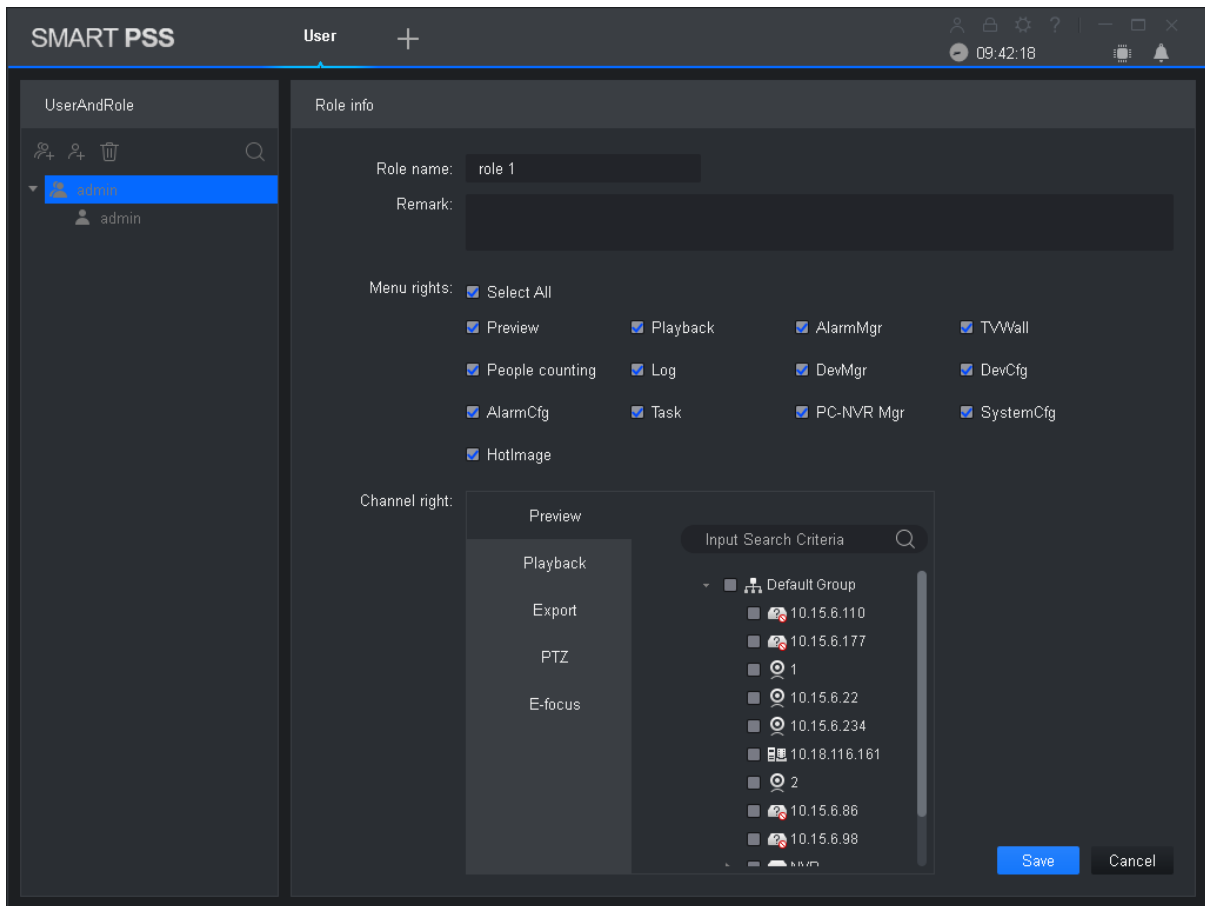 SMART PSS
User
09:42:18
UserAndRole
Role info
admin
admin
Role name: role 1
Remark:
Menu rights: Select All
Preview Playback AlarmMgr TVWall
People counting Log DevMgr DevCfg
AlarmCfg Task PC-NVR Mgr SystemCfg
HotImage
Channel right:
Preview
Playback
Export
PTZ
E-focus
Input Search Criteria
Default Group
10.15.6.110
10.15.6.177
1
10.15.6.22
10.15.6.234
10.18.116.161
2
10.15.6.86
10.15.6.98
NVR
Save Cancel